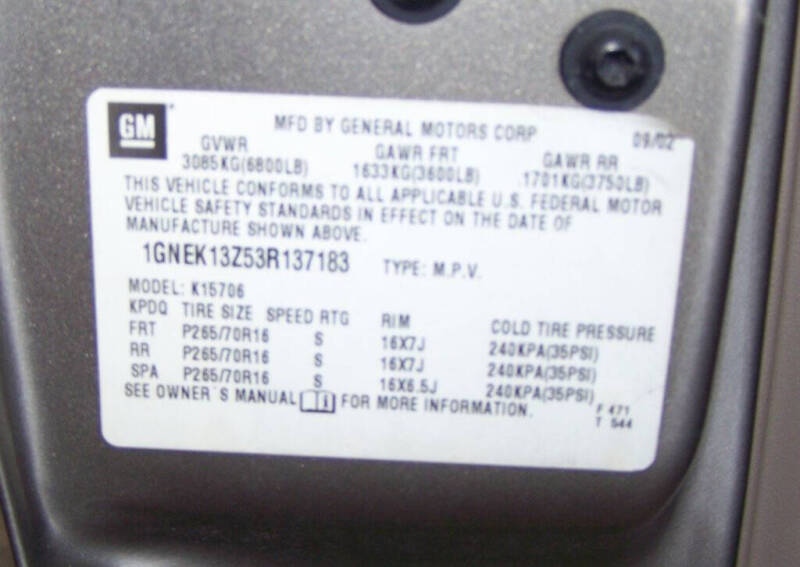 GM
MFD BY GENERAL MOTORS CORP 09/02
GVWR GAWR FRT GAWR RR
3085KG(6800LB) 1633KG(3600LB) 1701KG(3750LB)
THIS VEHICLE CONFORMS TO ALL APPLICABLE U.S. FEDERAL MOTOR
VEHICLE SAFETY STANDARDS IN EFFECT ON THE DATE OF
MANUFACTURE SHOWN ABOVE.
1GNEK13Z53R137183 TYPE: M.P.V.
MODEL: K15706
KPDQ TIRE SIZE SPEED RTG RIM COLD TIRE PRESSURE
FRT P265/70R16 S 16X7J 240KPA(35PSI)
RR P265/70R16 S 16X7J 240KPA(35PSI)
SPA P265/70R16 S 16X6.5J 240KPA(35PSI)
SEE OWNER'S MANUAL FOR MORE INFORMATION.
F 471
T 544